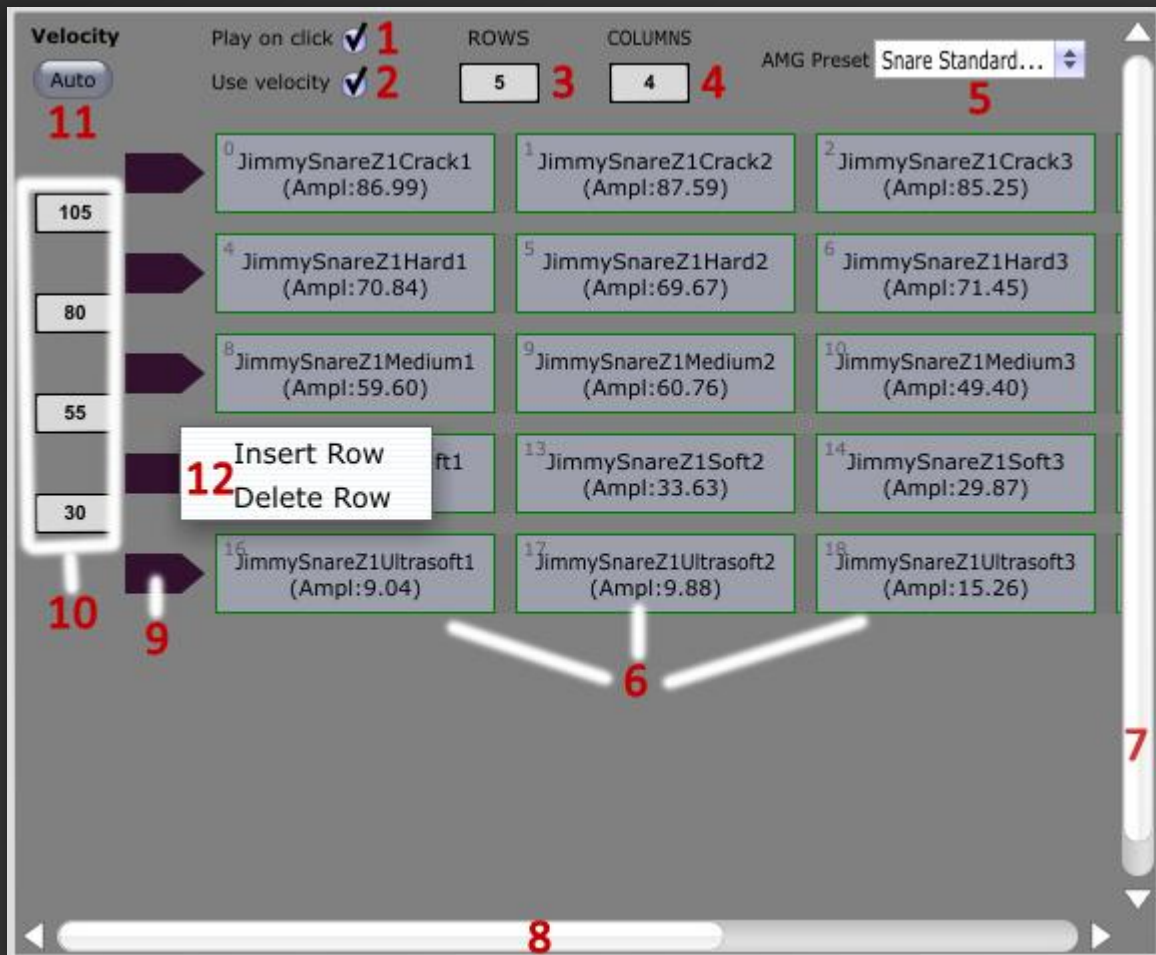 Velocity
Play on click 1
ROWS
COLUMNS
AMG Preset Snare Standard...
Auto
Use velocity 2
5 3
4 4
5
11
0 JimmySnareZ1Crack1
(Ampl:86.99)
1 JimmySnareZ1Crack2
(Ampl:87.59)
2 JimmySnareZ1Crack3
(Ampl:85.25)
105
4 JimmySnareZ1Hard1
(Ampl:70.84)
5 JimmySnareZ1Hard2
(Ampl:69.67)
6 JimmySnareZ1Hard3
(Ampl:71.45)
80
8 JimmySnareZ1Medium1
(Ampl:59.60)
9 JimmySnareZ1Medium2
(Ampl:60.76)
10 JimmySnareZ1Medium3
(Ampl:49.40)
55
12
Insert Row
Delete Row
ft1
13 JimmySnareZ1Soft2
(Ampl:33.63)
14 JimmySnareZ1Soft3
(Ampl:29.87)
30
16 JimmySnareZ1Ultrasoft1
(Ampl:9.04)
17 JimmySnareZ1Ultrasoft2
(Ampl:9.88)
18 JimmySnareZ1Ultrasoft3
(Ampl:15.26)
10
9
6
7
8